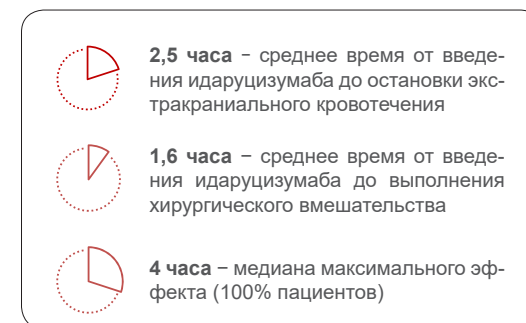 2,5 часа − среднее время от введе-
ния идаруцизумаба до остановки экс-
тракраниального кровотечения
1,6 часа − среднее время от введе-
ния идаруцизумаба до выполнения
хирургического вмешательства
4 часа − медиана максимального эф-
фекта (100% пациентов)